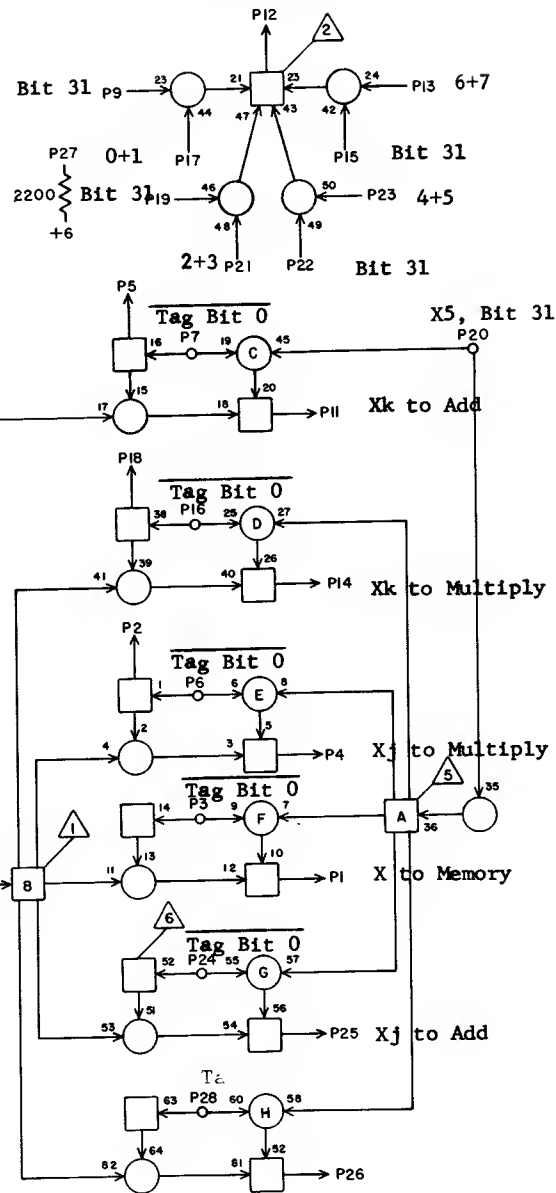 P12
2
Bit 31 P9 23 21 23 24 P13 6+7
44 47 43 42
P27 0+1 P17 P15 Bit 31
2200 Bit 31 P19 46 50 P23 4+5
+6 48 49
2+3 P21 P22 Bit 31
P5 Tag Bit 0 X5, Bit 31
16 P7 19 C 45 P20
15 20
17 18 P11 Xk to Add
P18 Tag Bit 0
38 P16 25 D 27
39 26
41 40 P14 Xk to Multiply
P2 Tag Bit 0
1 P6 6 E 8
2 5
4 3 P4 Xj to Multiply
Tag Bit 0 5 35
14 P3 9 F 7 A 36
1 13 10
8 11 12 P1 X to Memory
6 Tag Bit 0
52 P24 55 G 57
51 56
53 54 P25 Xj to Add
Ta
63 P28 60 H 58
64 52
82 81 P26